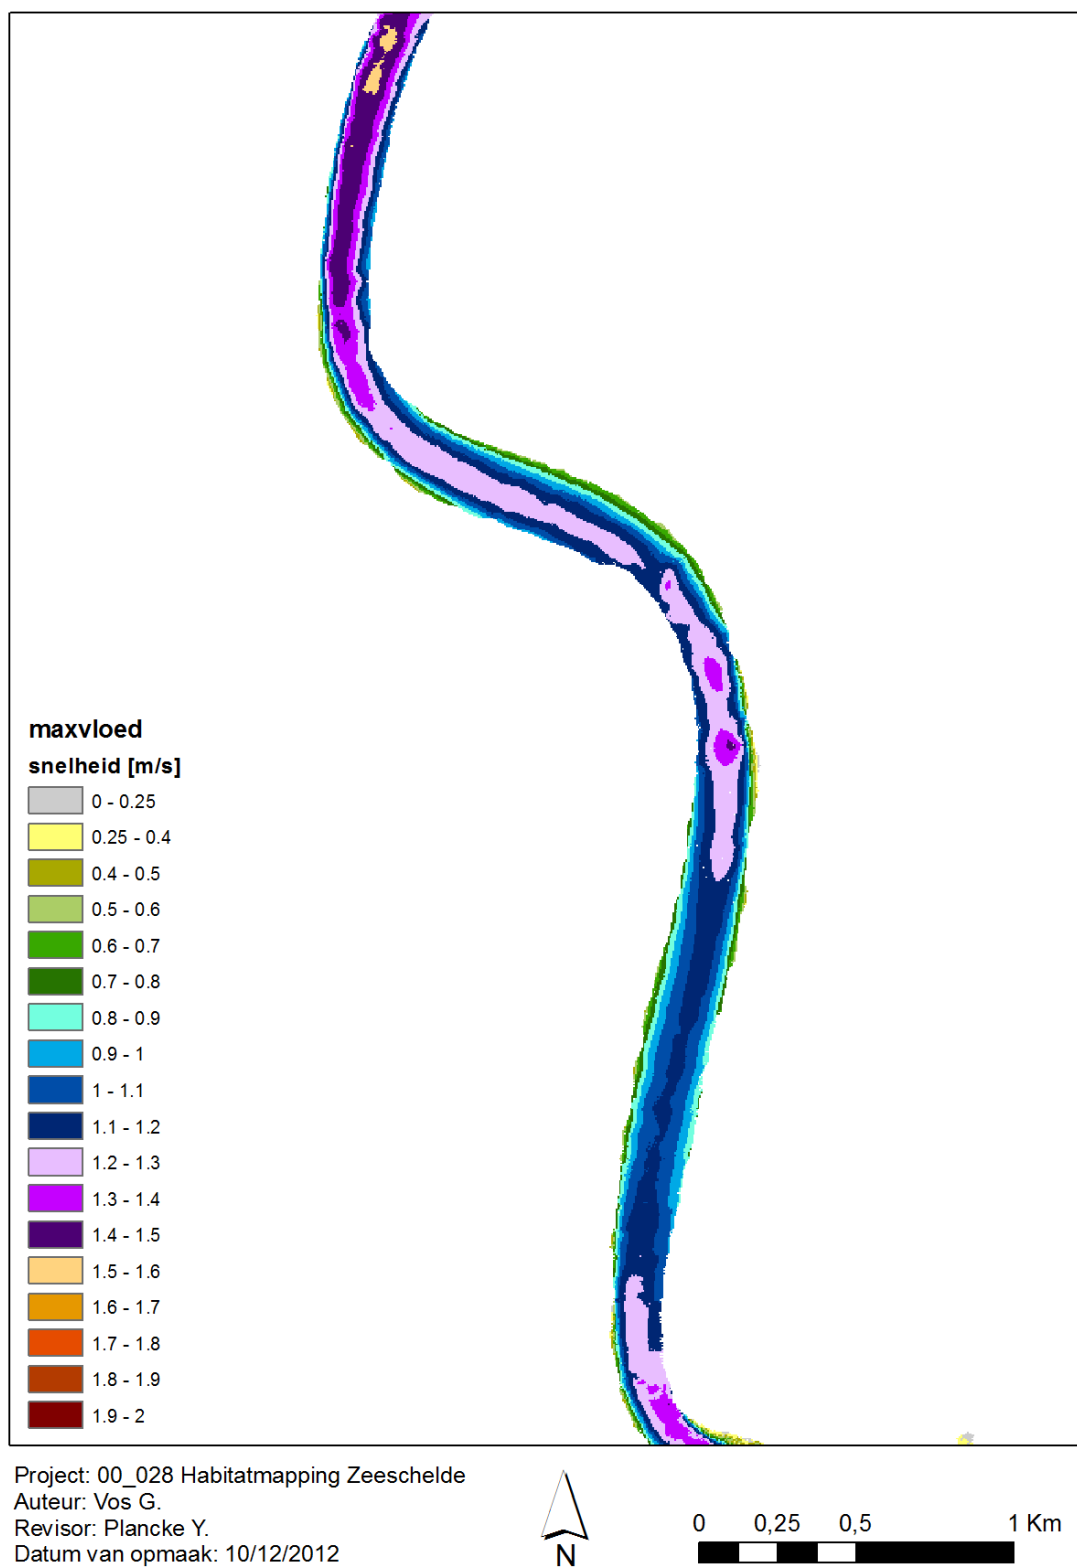 maxvloed
snelheid [m/s]
0 - 0.25
0.25 - 0.4
0.4 - 0.5
0.5 - 0.6
0.6 - 0.7
0.7 - 0.8
0.8 - 0.9
0.9 - 1
1 - 1.1
1.1 - 1.2
1.2 - 1.3
1.3 - 1.4
1.4 - 1.5
1.5 - 1.6
1.6 - 1.7
1.7 - 1.8
1.8 - 1.9
1.9 - 2
Project: 00_028 Habitatmapping Zeeschelde
Auteur: Vos G.
Revisor: Plancke Y.
Datum van opmaak: 10/12/2012
N
0 0,25 0,5 1 Km